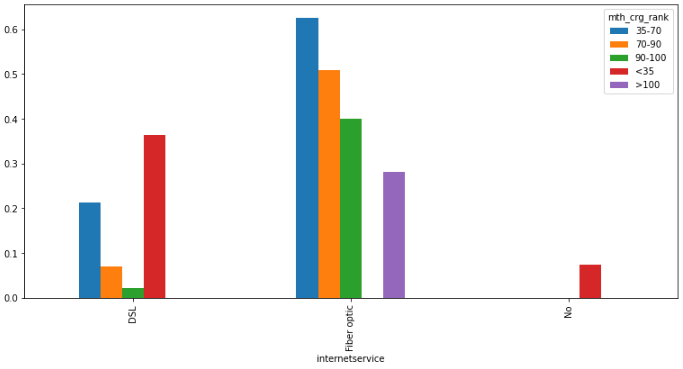 mth_crg_rank
35-70
70-90
90-100
<35
>100
0.6
0.5
0.4
0.3
0.2
0.1
0.0
DSL
Fiber optic
No
internetservice